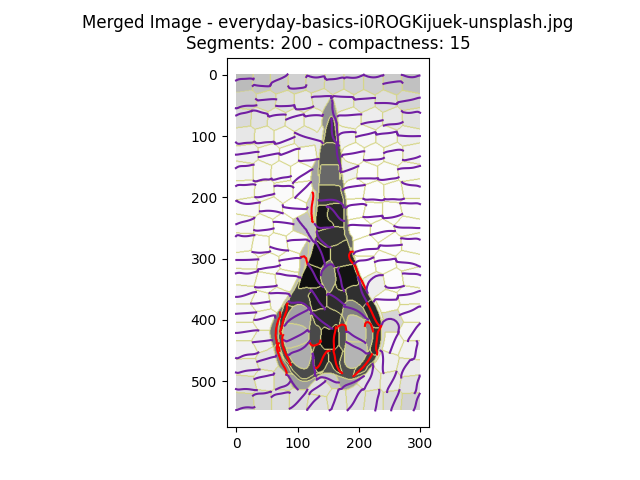 Merged Image - everyday-basics-i0ROGKijuek-unsplash.jpg
Segments: 200 - compactness: 15
0
100
200
300
400
500
0 100 200 300